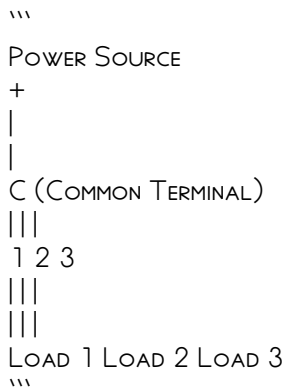 ```
Power Source
+
|
|
C (Common Terminal)
|||
1 2 3
|||
|||
Load 1 Load 2 Load 3
```